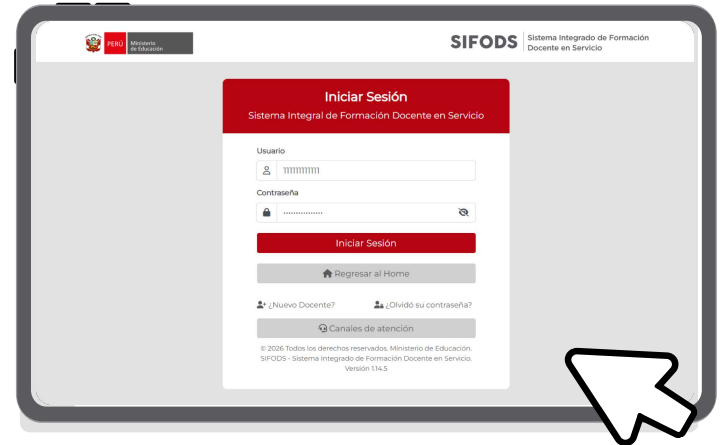 PERÚ
Ministerio
de Educación
SIFODS
Sistema Integrado de Formación
Docente en Servicio
Iniciar Sesión
Sistema Integral de Formación Docente en Servicio
Usuario
11111111111
Contraseña
················
Iniciar Sesión
Regresar al Home
¿Nuevo Docente?
¿Olvidó su contraseña?
Canales de atención
© 2026 Todos los derechos reservados. Ministerio de Educación.
SIFODS - Sistema Integrado de Formación Docente en Servicio.
Versión 1.14.5